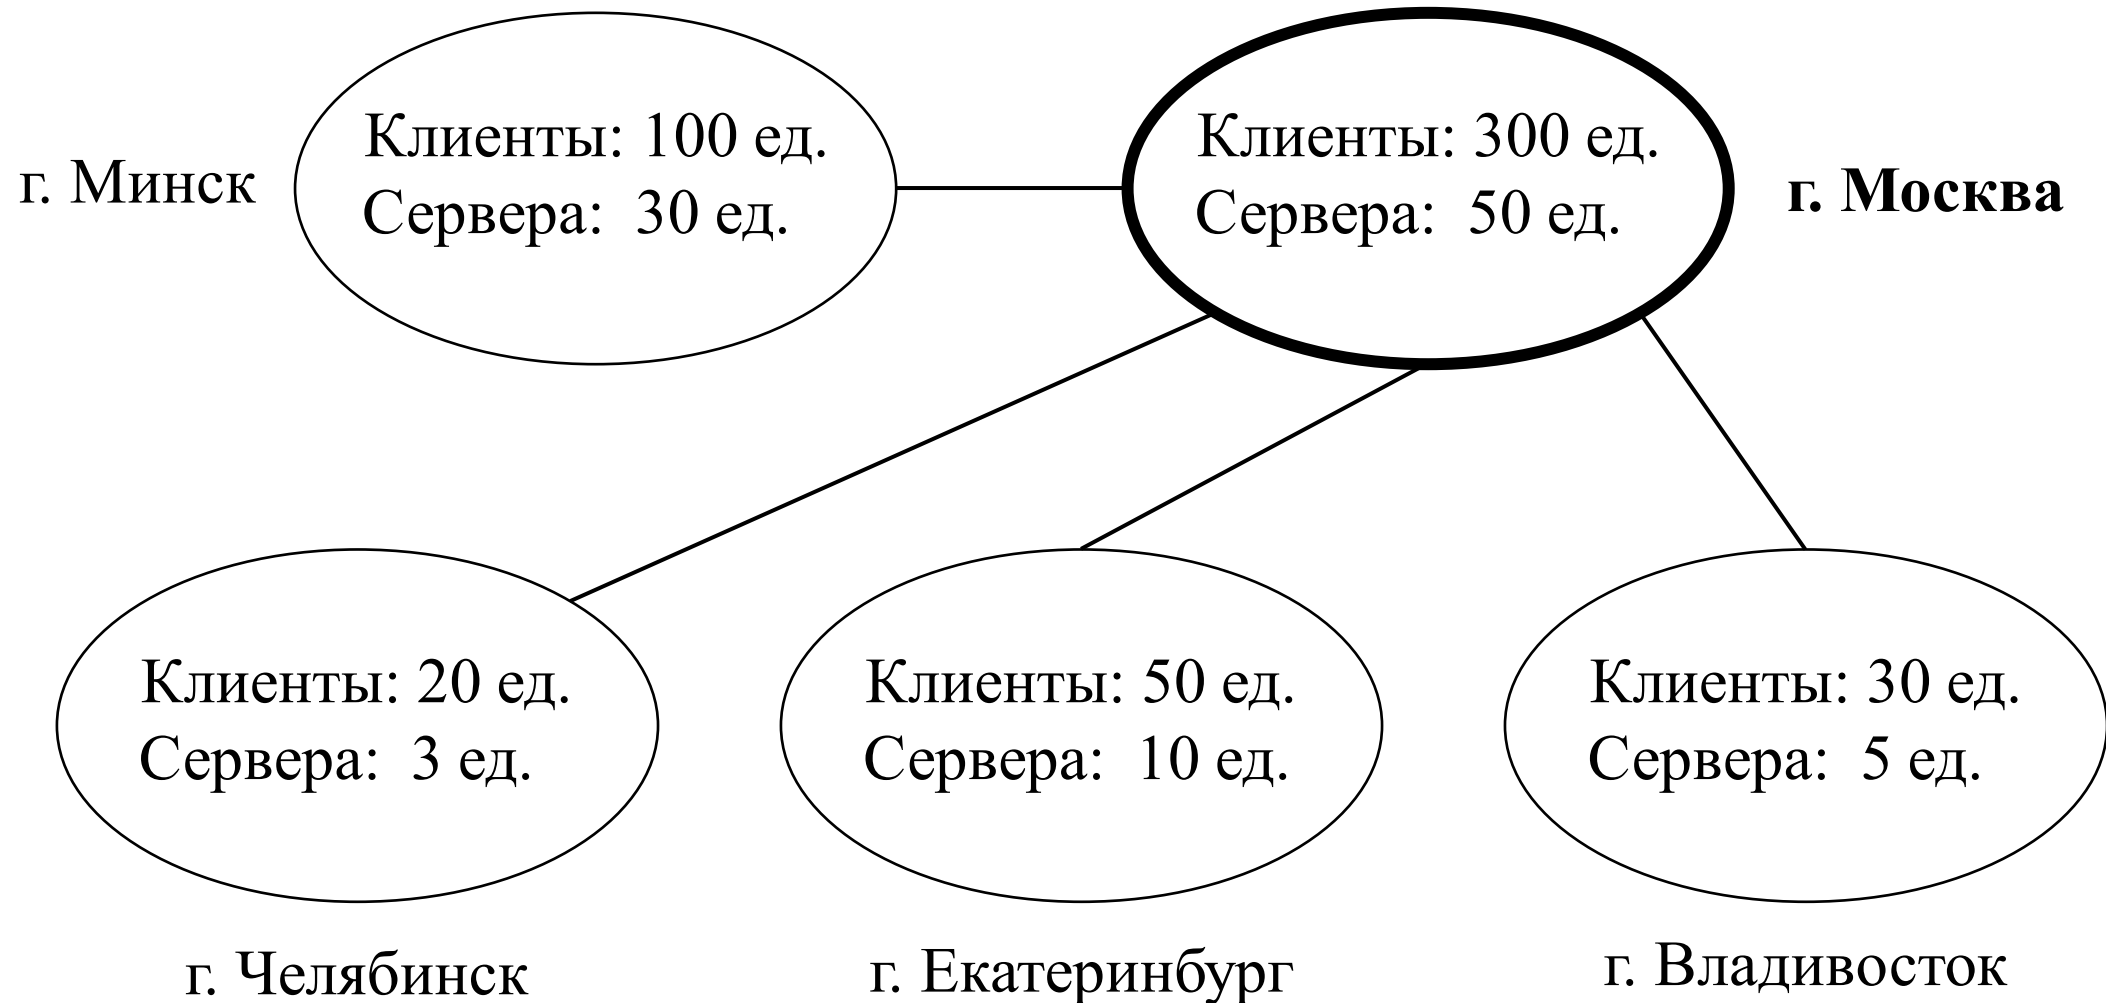 г. Минск
Клиенты: 100 ед.
Сервера: 30 ед.
Клиенты: 300 ед.
Сервера: 50 ед.
г. Москва
Клиенты: 20 ед.
Сервера: 3 ед.
Клиенты: 50 ед.
Сервера: 10 ед.
Клиенты: 30 ед.
Сервера: 5 ед.
г. Челябинск
г. Екатеринбург
г. Владивосток